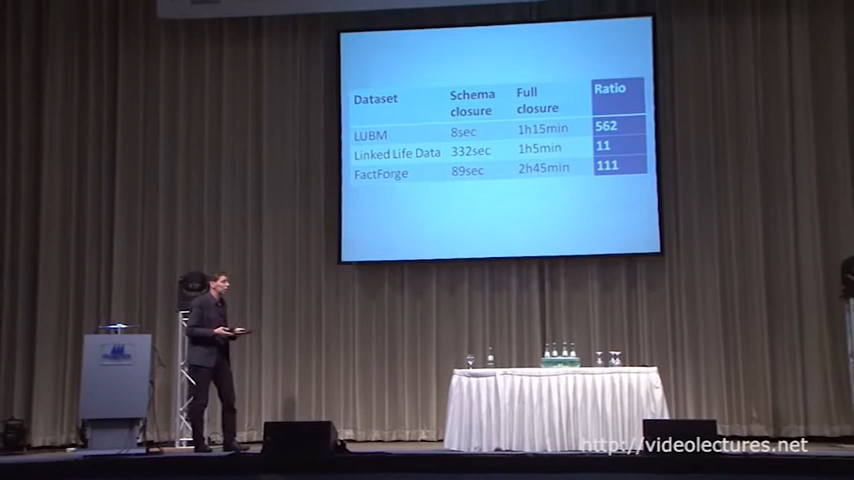 Dataset Schema closure Full closure Ratio
LUBM 8sec 1h15min 562
Linked Life Data 332sec 1h5min 11
FactForge 89sec 2h45min 111
http://videolectures.net